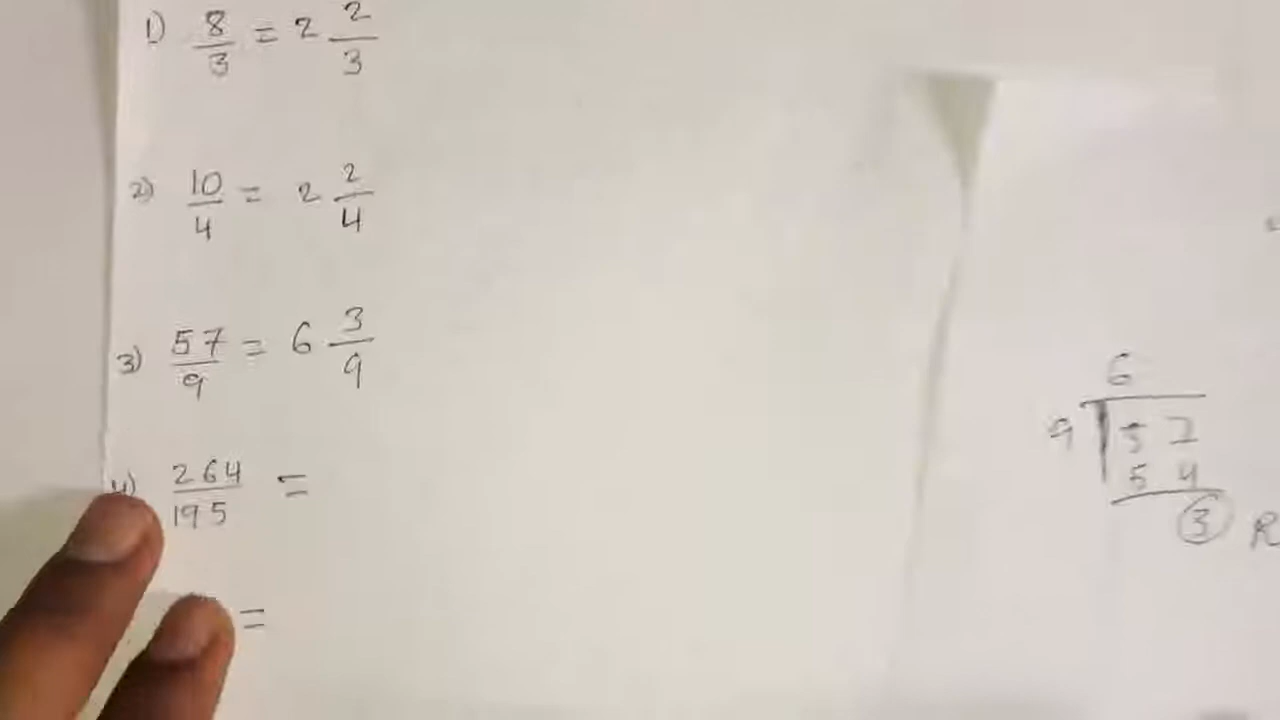 1) 8/3 = 2 2/3
2) 10/4 = 2 2/4
3) 57/9 = 6 3/9
4) 264/195 =
=
6
9 57
54
3 R